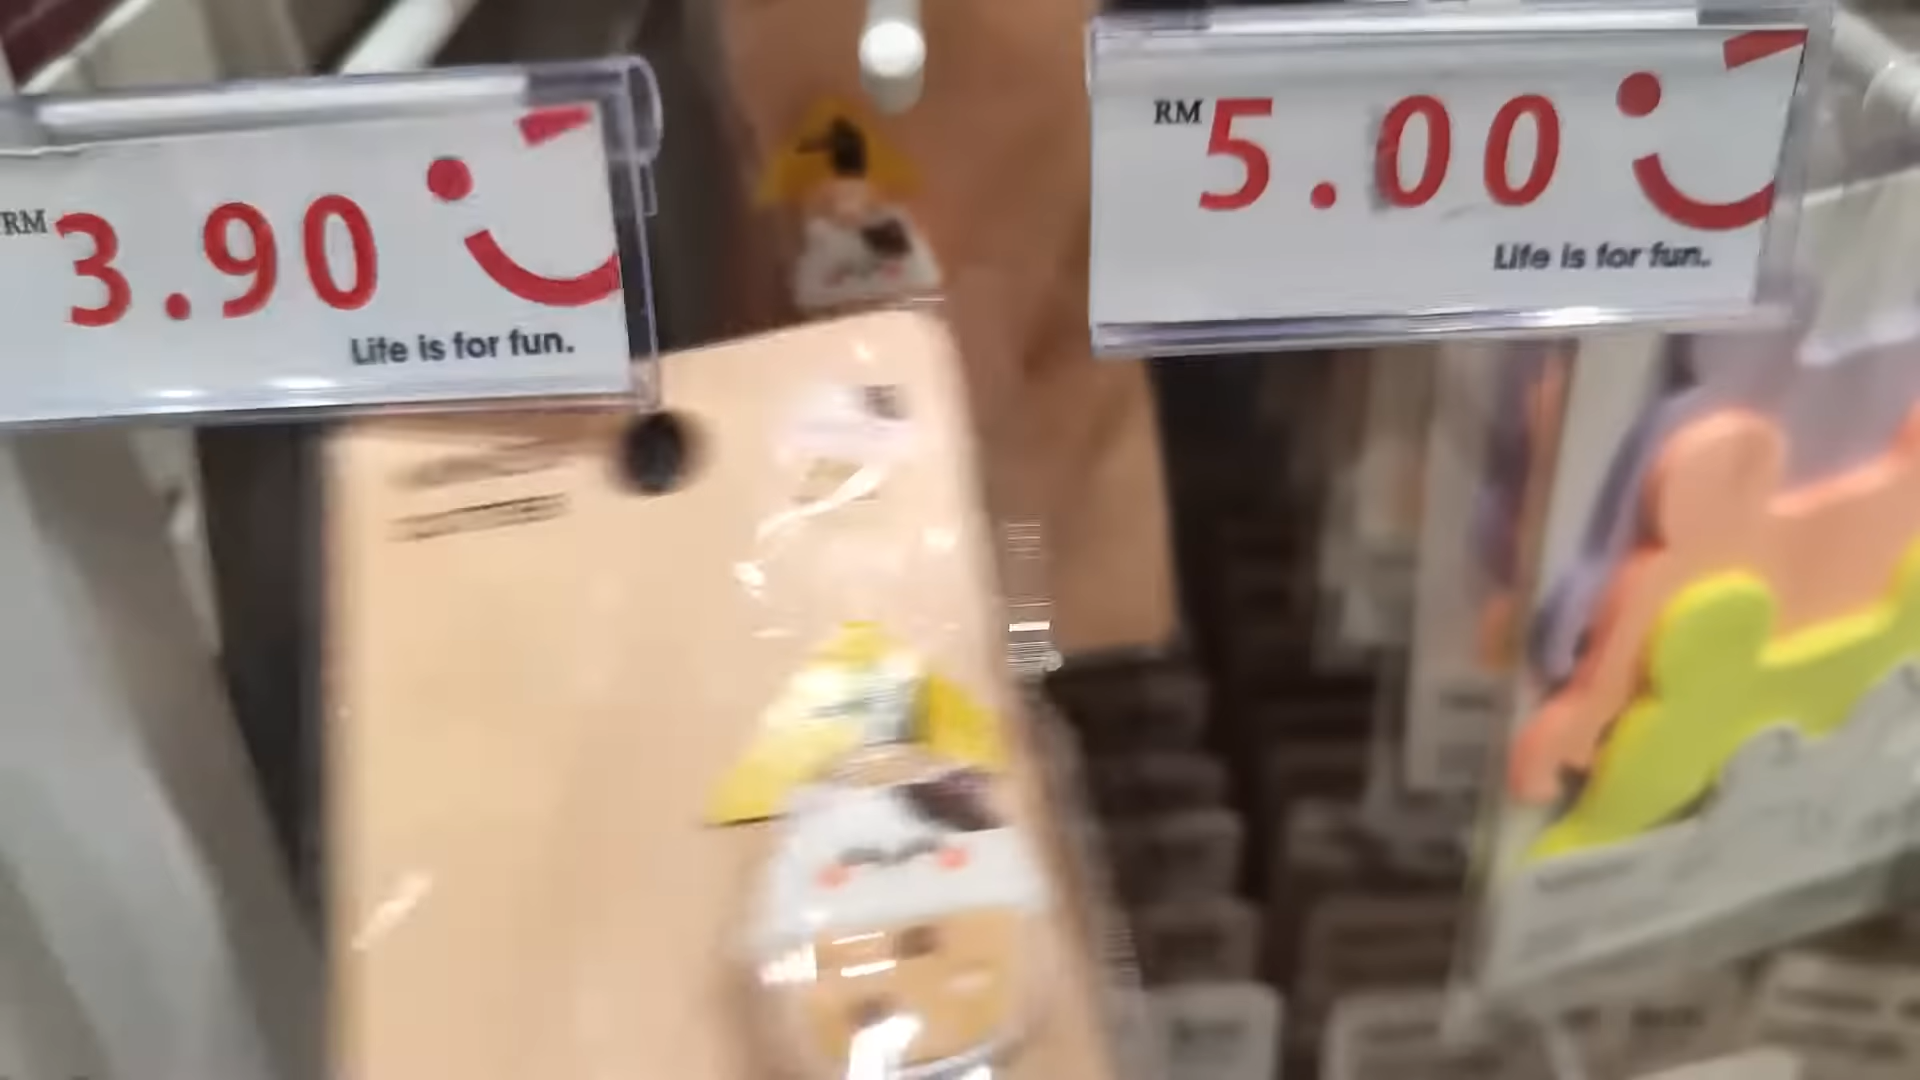 RM 3.90
Life is for fun.
RM 5.00
Life is for fun.